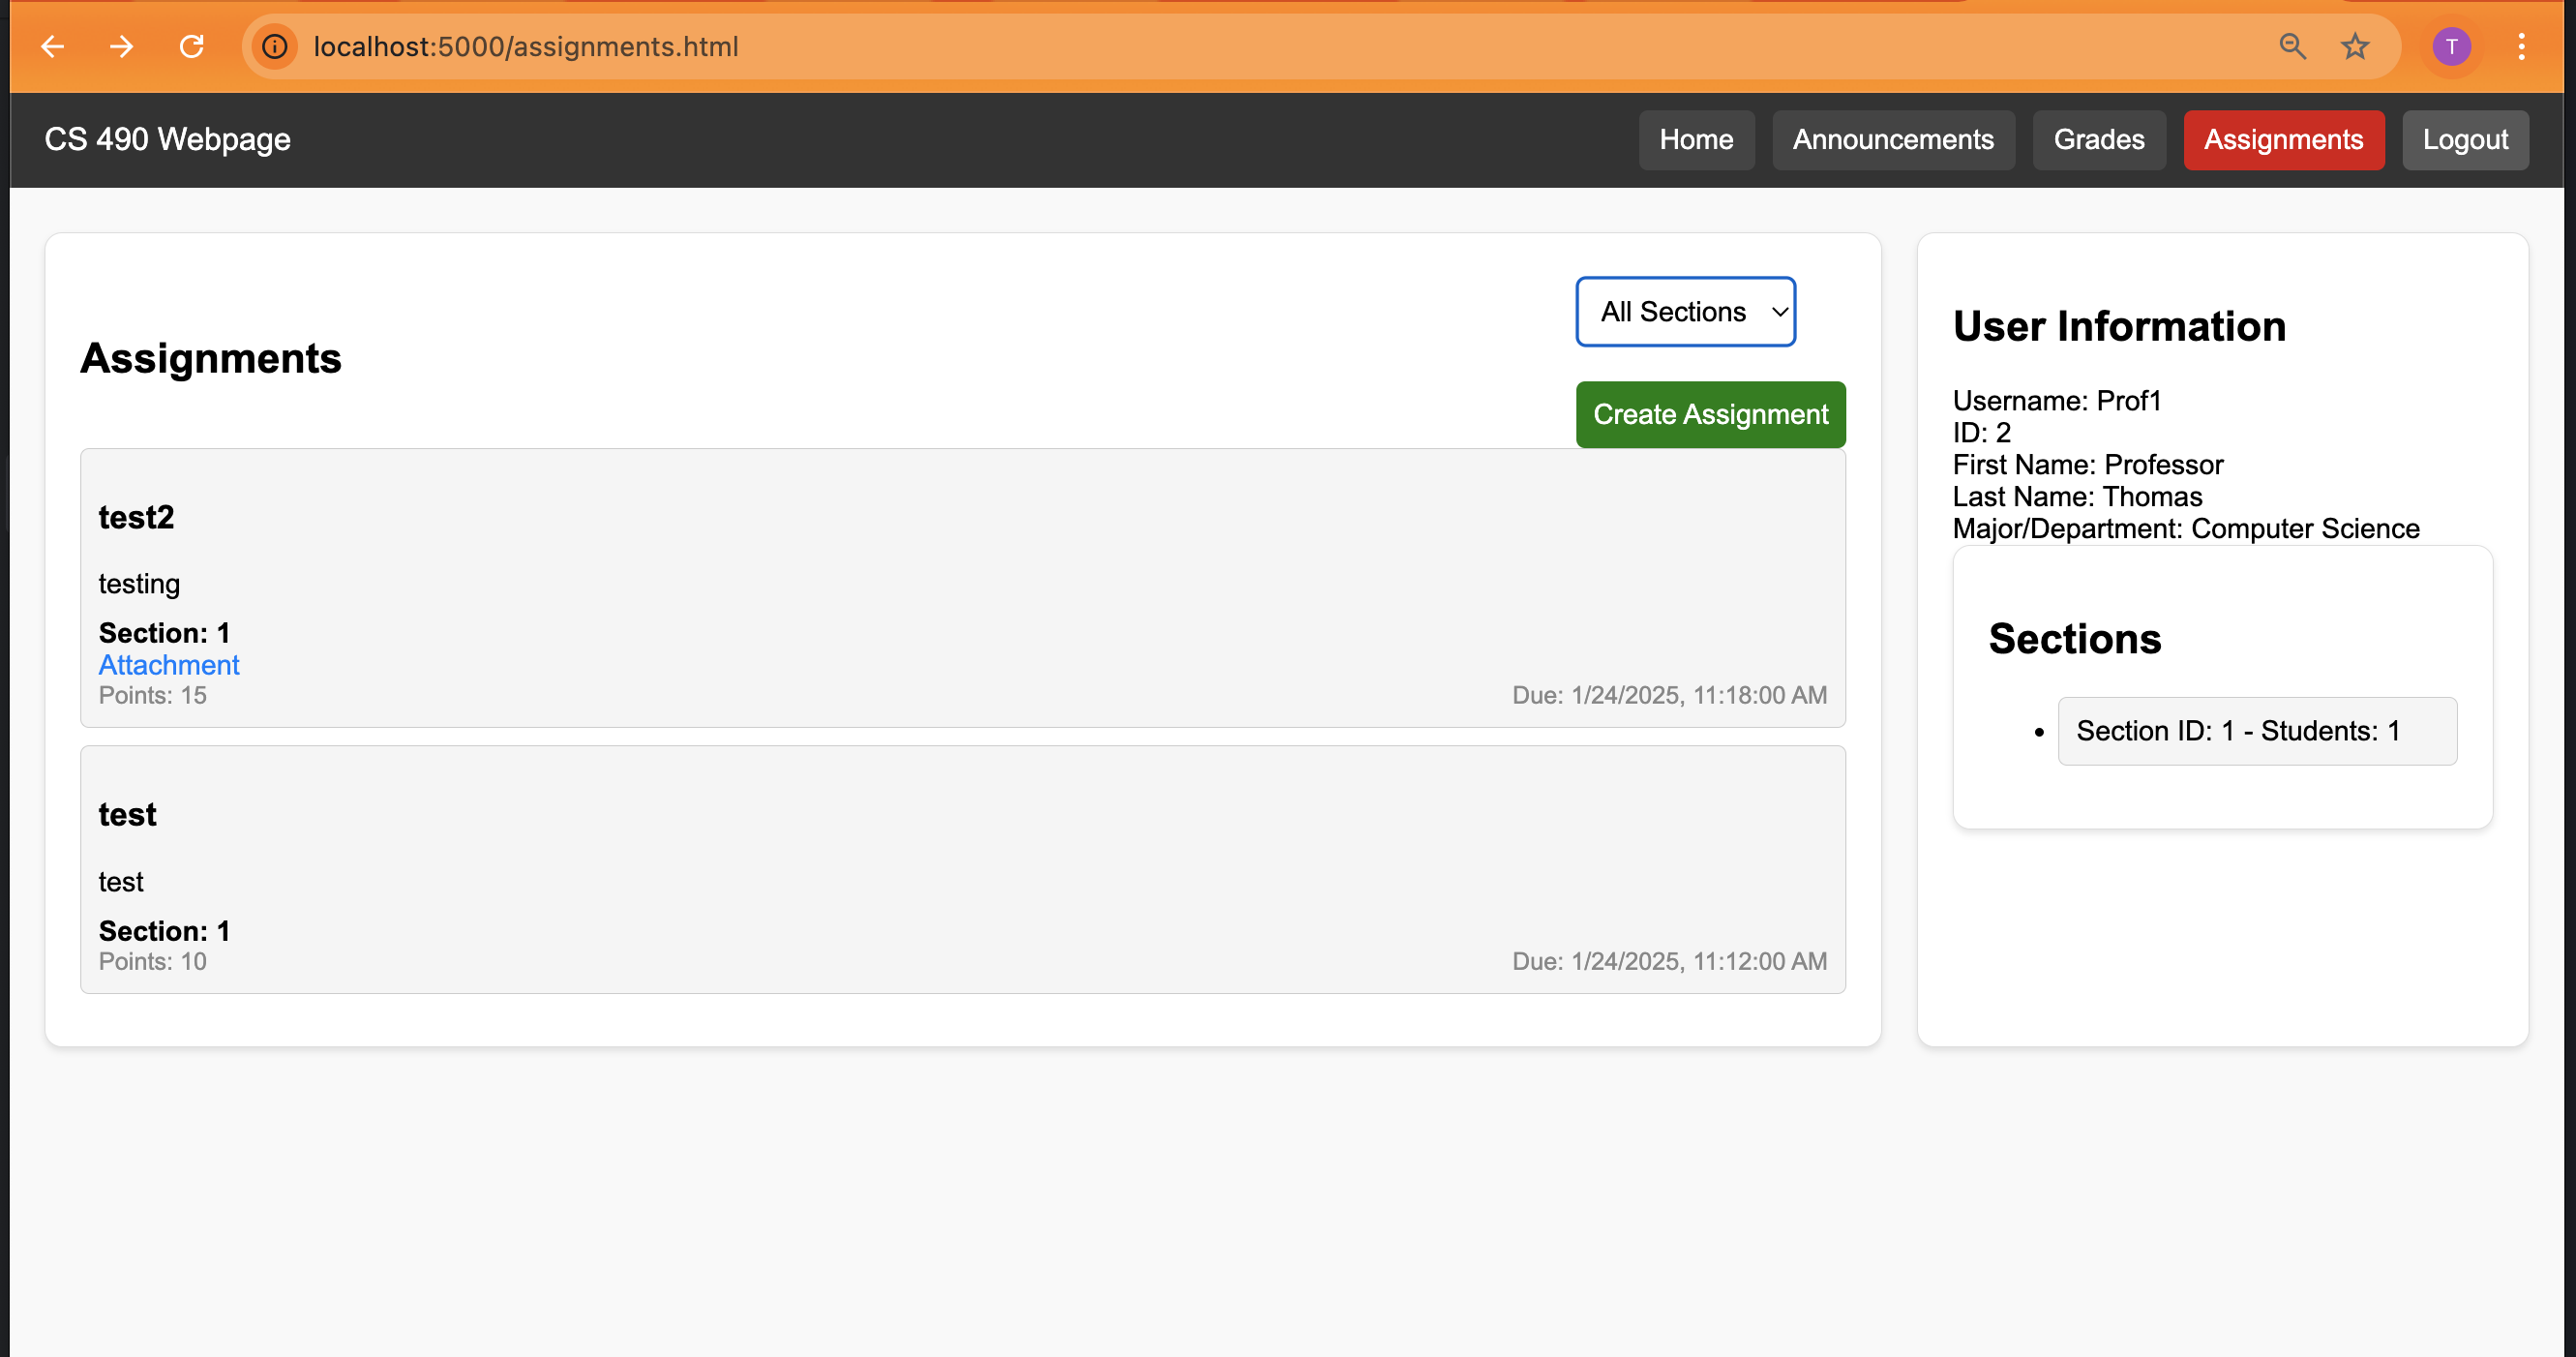 localhost:5000/assignments.html
T
CS 490 Webpage
Home
Announcements
Grades
Assignments
Logout
All Sections
Assignments
Create Assignment
test2
testing
Section: 1
Attachment
Points: 15
Due: 1/24/2025, 11:18:00 AM
test
test
Section: 1
Points: 10
Due: 1/24/2025, 11:12:00 AM
User Information
Username: Prof1
ID: 2
First Name: Professor
Last Name: Thomas
Major/Department: Computer Science
Sections
Section ID: 1 - Students: 1